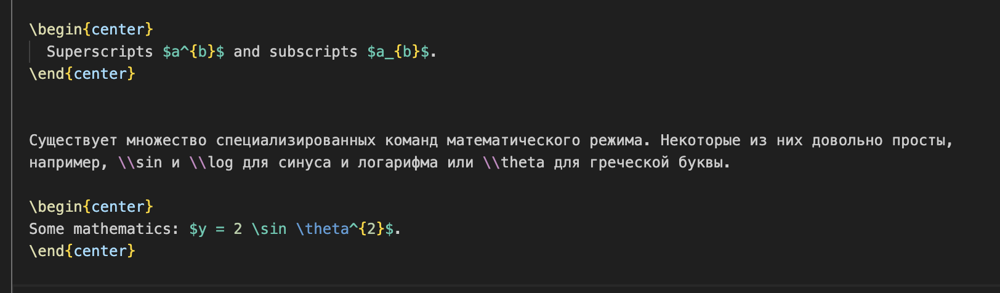 \begin{center}
Superscripts $a^{b}$ and subscripts $a_{b}$.
\end{center}
Существует множество специализированных команд математического режима. Некоторые из них довольно просты,
например, \\sin и \\log для синуса и логарифма или \\theta для греческой буквы.
\begin{center}
Some mathematics: $y = 2 \sin \theta^{2}$.
\end{center}